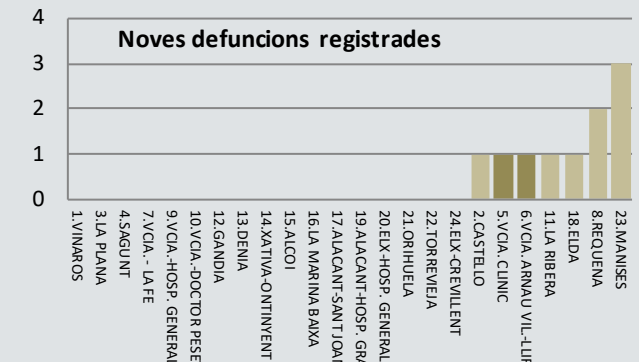 Noves defuncions registrades
4
3
2
1
0
1.VINAROS
3.LA PLANA
4.SAGUNT
7.VCIA.- LA FE
9.VCIA.-HOSP. GENERAL
10.VCIA.-DOCTOR PESE
12.GANDIA
13.DENIA
14.XATIVA-ONTINYENT
15.ALCOI
16.LA MARINA BAIXA
17.ALACANT-SANT JOAN
19.ALACANT-HOSP. GRA
20.ELX-HOSP. GENERAL
21.ORIHUELA
22.TORREVIEJA
24.ELX-CREVILLENT
2.CASTELLO
5.VCIA. CLINIC
6.VCIA. ARNAU VIL.-LLIR
11.LA RIBERA
18.ELDA
8.REQUENA
23.MANISES